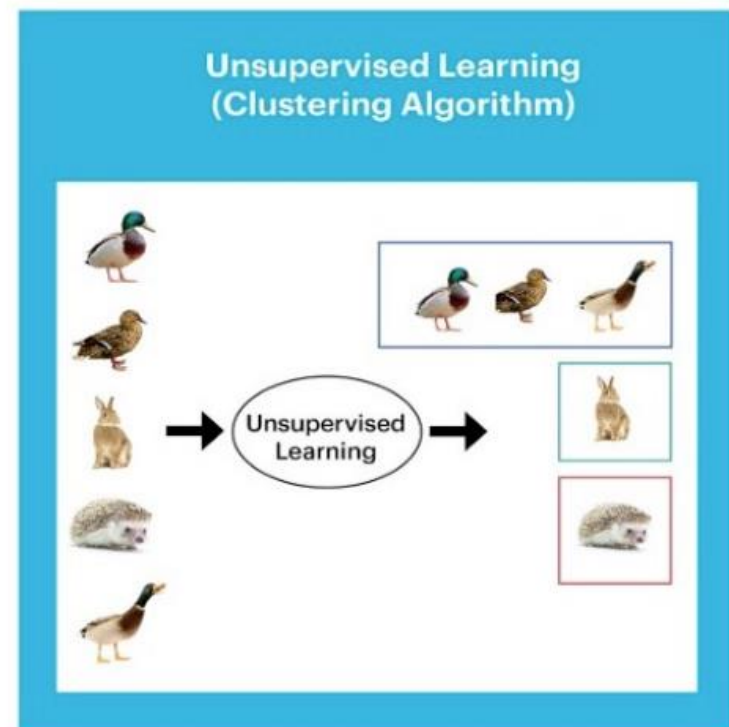 Unsupervised Learning
(Clustering Algorithm)
Unsupervised
Learning